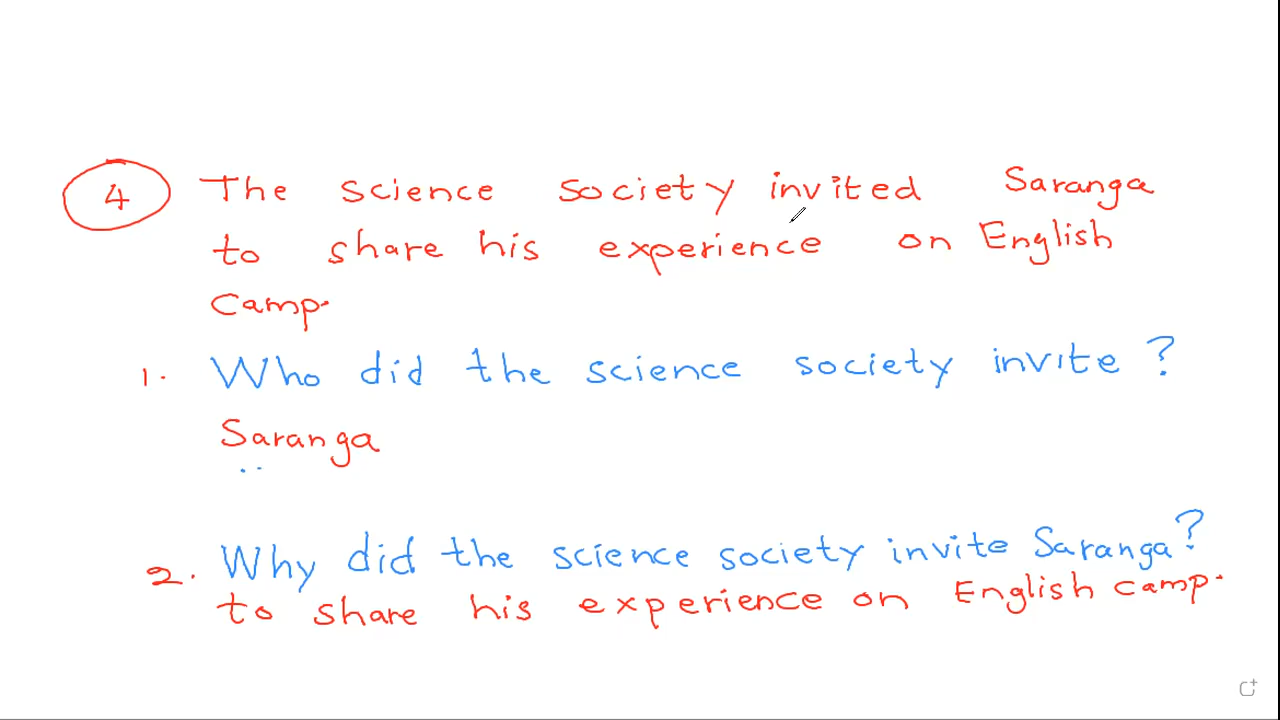 4 The science society invited Saranga
to share his experience on English
Camp.
1. Who did the science society invite ?
Saranga
2. Why did the science society invite Saranga?
to share his experience on English camp.